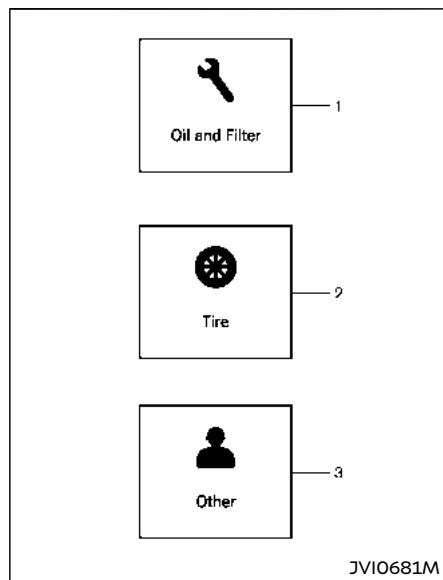 Oil and Filter
1
Tire
2
Other
3
JVI0681M